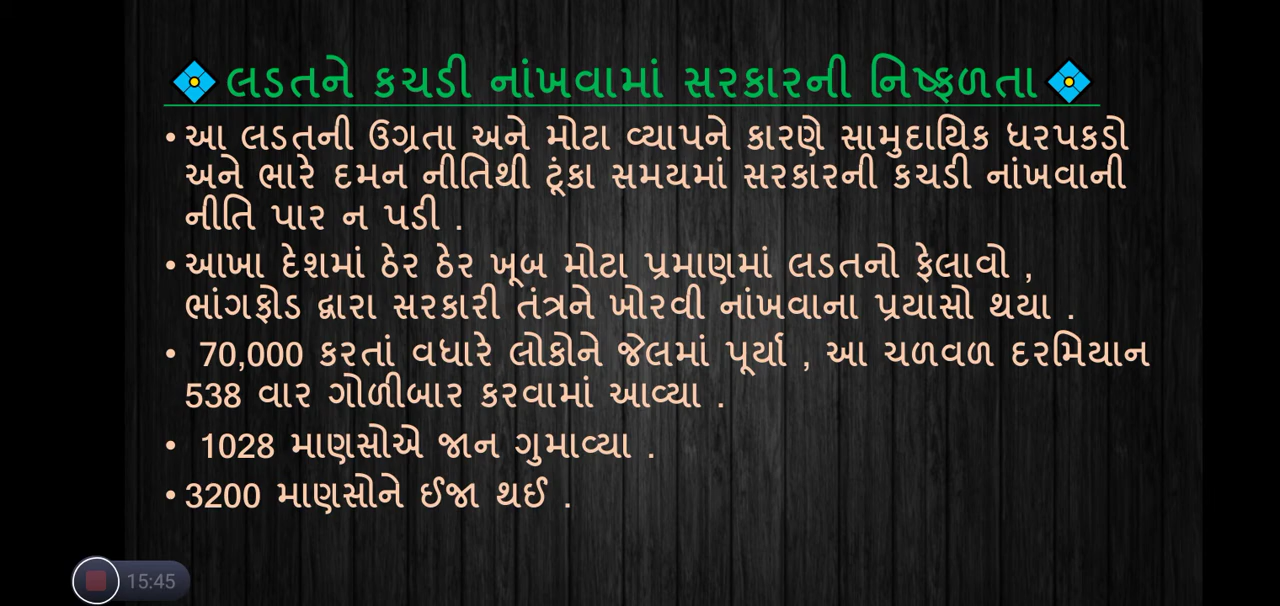 લડતને કચડી નાંખવામાં સરકારની નિષ્ફળતા
• આ લડતની ઉગ્રતા અને મોટા વ્યાપને કારણે સામુદાયિક ધરપકડો
અને ભારે દમન નીતિથી ટૂંકા સમયમાં સરકારની કચડી નાંખવાની
નીતિ પાર ન પડી .
• આખા દેશમાં ઠેર ઠેર ખૂબ મોટા પ્રમાણમાં લડતનો ફેલાવો ,
ભાંગફોડ દ્વારા સરકારી તંત્રને ખોરવી નાંખવાના પ્રયાસો થયા .
• 70,000 કરતાં વધારે લોકોને જેલમાં પૂર્યા , આ ચળવળ દરમિયાન
538 વાર ગોળીબાર કરવામાં આવ્યા .
• 1028 માણસોએ જાન ગુમાવ્યા .
• 3200 માણસોને ઈજા થઈ .
15:45